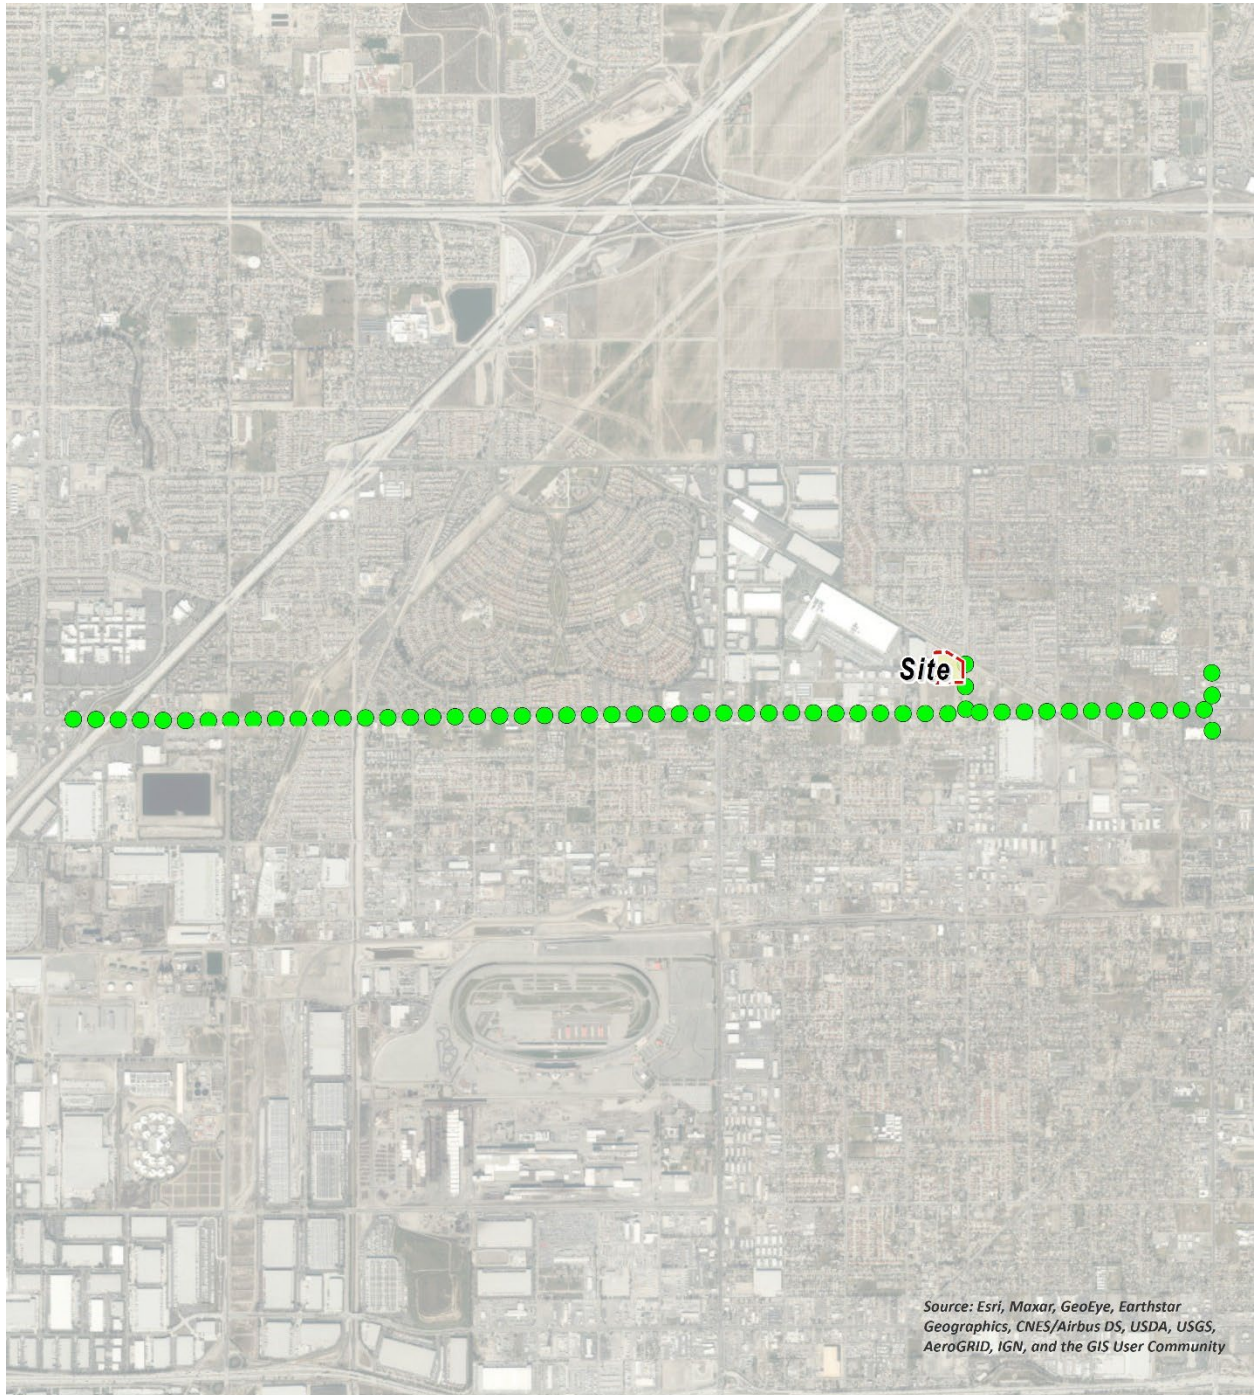 Site
Source: Esri, Maxar, GeoEye, Earthstar
Geographics, CNES/Airbus DS, USDA, USGS,
AeroGRID, IGN, and the GIS User Community